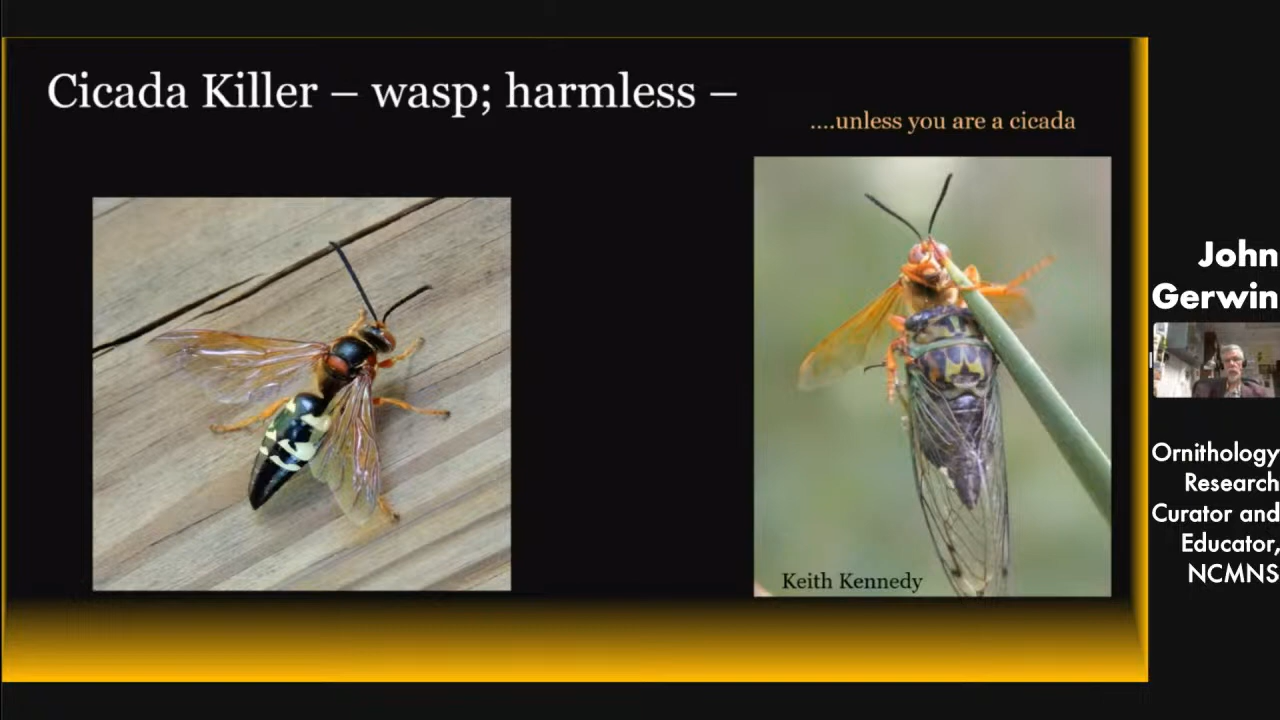 Cicada Killer – wasp; harmless –
....unless you are a cicada
Keith Kennedy
John
Gerwin
Ornithology
Research
Curator and
Educator,
NCMNS